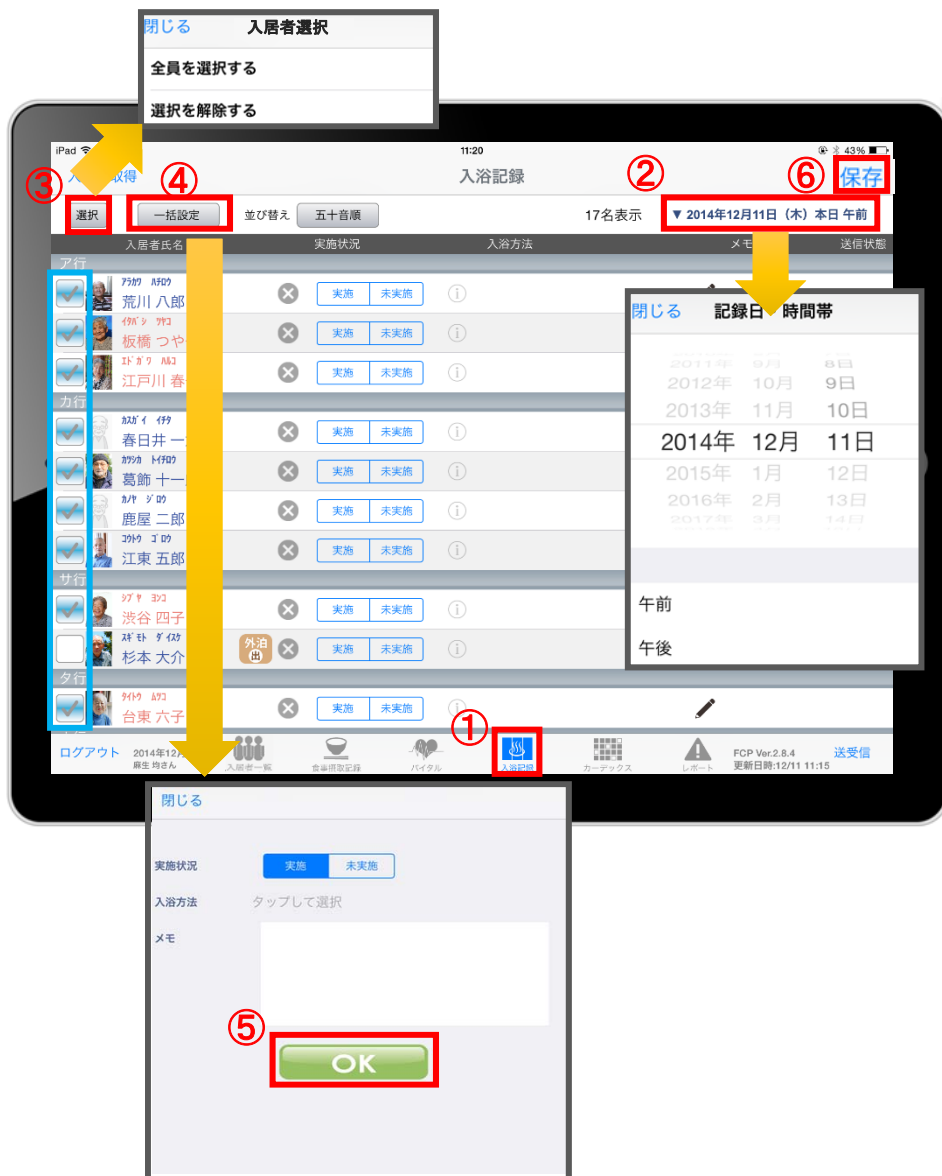 閉じる 入居者選択
全員を選択する
選択を解除する
iPad 11:20 43%
取得 入浴記録 ② ⑥ 保存
③ ④
選択 一括設定 並び替え 五十音順 17名表示 ▼ 2014年12月11日（木）本日 午前
入居者氏名 実施状況 入浴方法 メモ 送信状態
ア行
アラカワ ハチロウ
荒川 八郎 実施 未実施
イタバシ ツヤコ
板橋 つや 実施 未実施
エドガワ ハルコ
江戸川 春 実施 未実施
カ行
カスガイ イチタ
春日井 一 実施 未実施
カツシカ トイチロウ
葛飾 十一 実施 未実施
カノヤ ジロウ
鹿屋 二郎 実施 未実施
コウトウ ゴロウ
江東 五郎 実施 未実施
サ行
シブヤ ヨツコ
渋谷 四子 実施 未実施
スギモト ダイスケ
杉本 大介 外泊 出 実施 未実施
タ行
タイトウ ムツコ
台東 六子 実施 未実施
閉じる 記録日・時間帯
2011年 9月 8日
2012年 10月 9日
2013年 11月 10日
2014年 12月 11日
2015年 1月 12日
2016年 2月 13日
2017年 3月 14日
午前
午後
①
ログアウト 2014年12 麻生 均さん 入居者一覧 食事摂取記録 バイタル 入浴記録 カーデックス レポート FCP Ver.2.8.4 更新日時:12/11 11:15 送受信
閉じる
実施状況 実施 未実施
入浴方法 タップして選択
メモ
⑤
OK